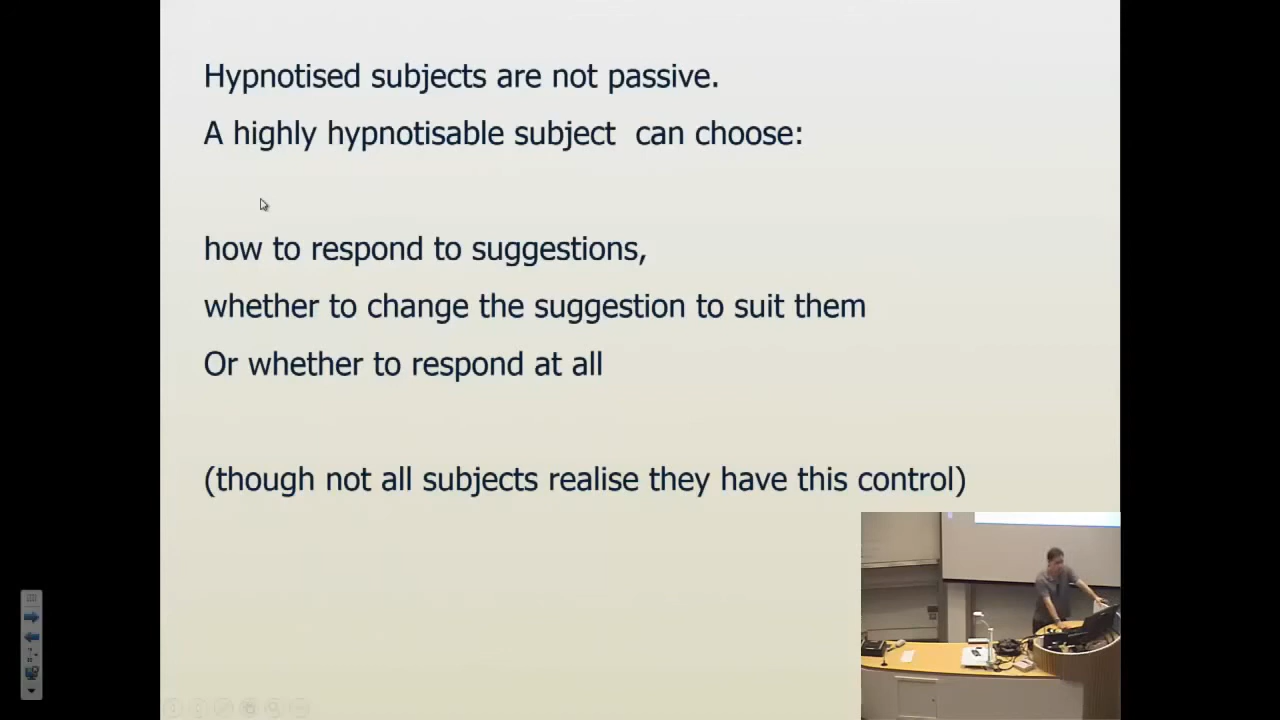 Hypnotised subjects are not passive.
A highly hypnotisable subject can choose:
how to respond to suggestions,
whether to change the suggestion to suit them
Or whether to respond at all
(though not all subjects realise they have this control)